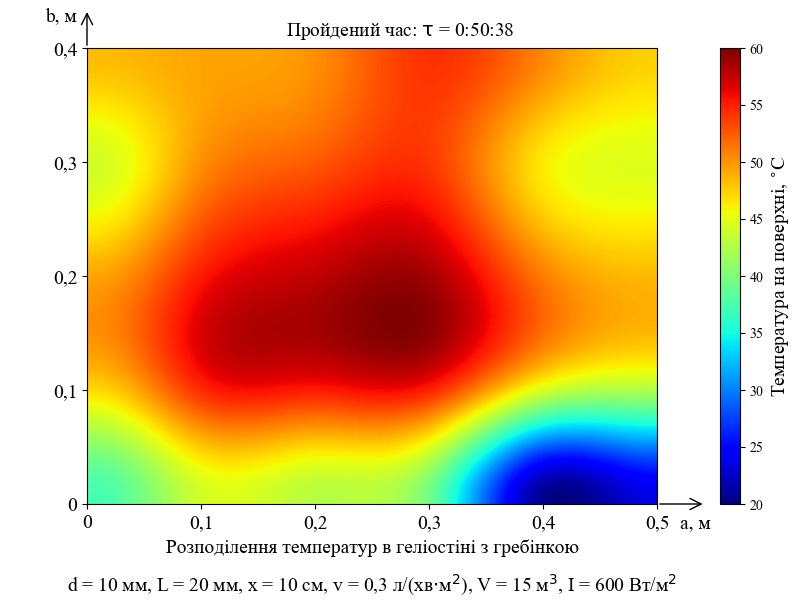 b, м
Пройдений час: τ = 0:50:38
0,4
0,3
0,2
0,1
0
0 0,1 0,2 0,3 0,4 0,5 a, м
60
55
50
45
40
35
30
25
20
Температура на поверхні, °C
Розподілення температур в геліостіні з гребінкою
d = 10 мм, L = 20 мм, x = 10 см, v = 0,3 л/(хв·м²), V = 15 м³, I = 600 Вт/м²